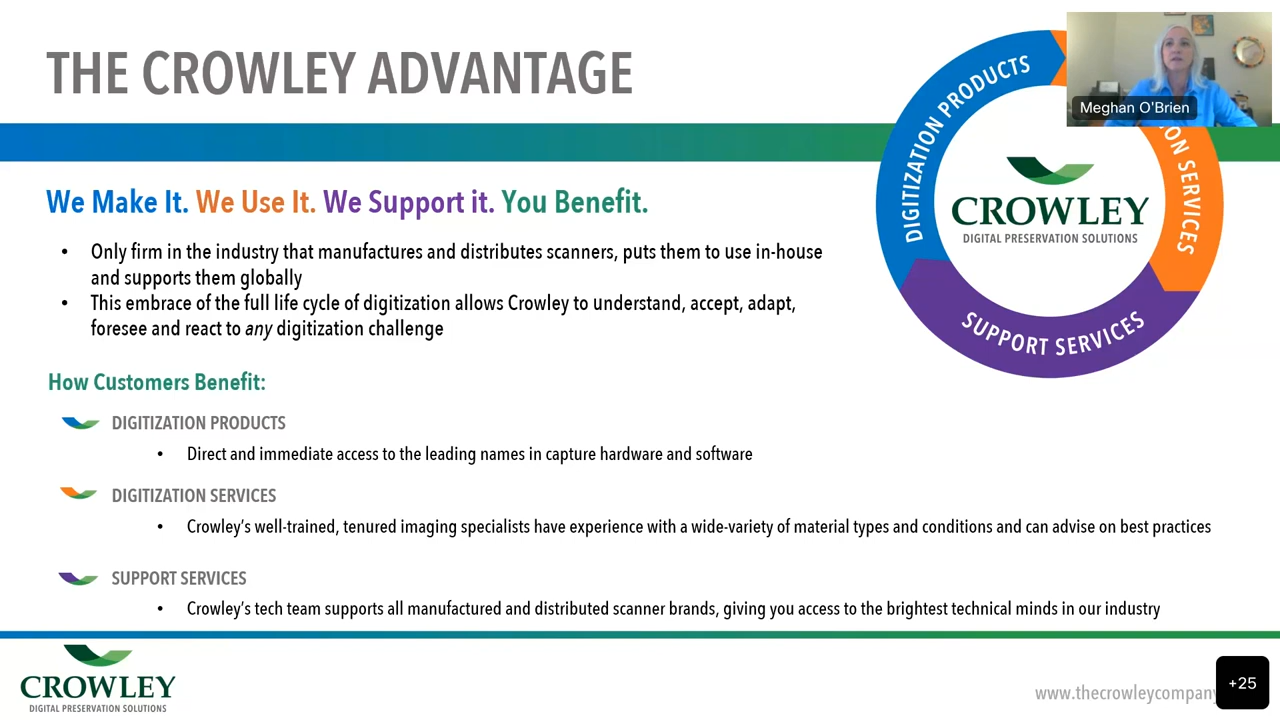 THE CROWLEY ADVANTAGE
Meghan O'Brien
We Make It. We Use It. We Support it. You Benefit.
• Only firm in the industry that manufactures and distributes scanners, puts them to use in-house
and supports them globally
• This embrace of the full life cycle of digitization allows Crowley to understand, accept, adapt,
foresee and react to any digitization challenge
DIGITIZATION PRODUCTS
SERVICES
SUPPORT SERVICES
CROWLEY
DIGITAL PRESERVATION SOLUTIONS
How Customers Benefit:
DIGITIZATION PRODUCTS
• Direct and immediate access to the leading names in capture hardware and software
DIGITIZATION SERVICES
• Crowley's well-trained, tenured imaging specialists have experience with a wide-variety of material types and conditions and can advise on best practices
SUPPORT SERVICES
• Crowley's tech team supports all manufactured and distributed scanner brands, giving you access to the brightest technical minds in our industry
CROWLEY
DIGITAL PRESERVATION SOLUTIONS
www.thecrowleycompany
+25